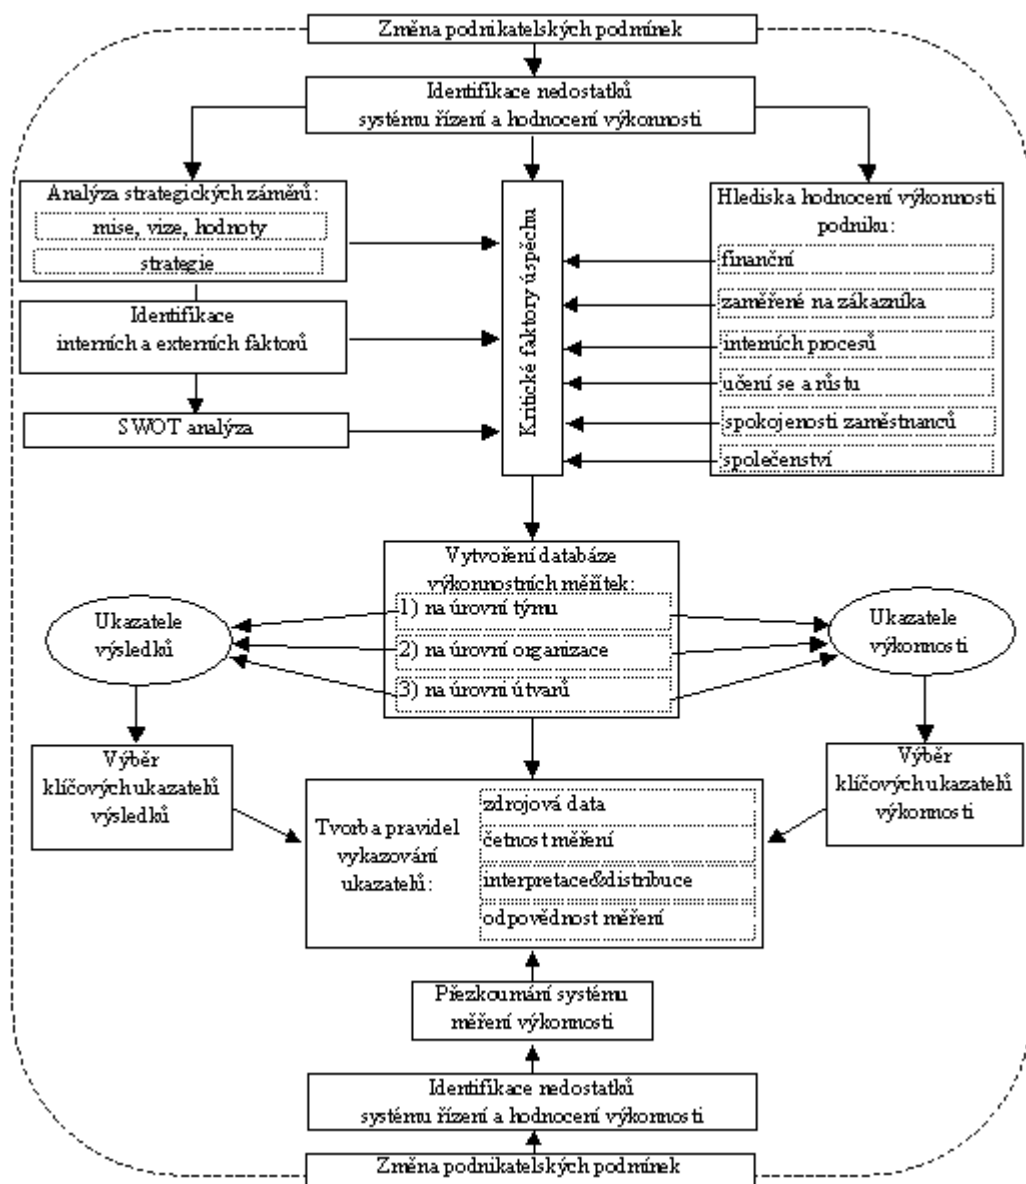 Změna podnikatelských podmínek
Identifikace nedostatků
systému řízení a hodnocení výkonnosti
Analýza strategických záměrů:
mise, vize, hodnoty
strategie
Identifikace
interních a externích faktorů
SWOT analýza
Kritické faktory úspěchu
Hlediska hodnocení výkonnosti
podniku:
finanční
zaměřené na zákazníka
interních procesů
učení se a růstu
spokojenosti zaměstnanců
společenství
Vytvoření databáze
výkonnostních měřítek:
1) na úrovní týmu
2) na úrovní organizace
3) na úrovni útvarů
Ukazatele
výsledků
Ukazatele
výkonnosti
Výběr
klíčových ukazatelů
výsledků
Výběr
klíčových ukazatelů
výkonnosti
Tvorba pravidel
vykazování
ukazatelů:
zdrojová data
četnost měření
interpretace&distribuce
odpovědnost měření
Přezkoumání systému
měření výkonnosti
Identifikace nedostatků
systému řízení a hodnocení výkonnosti
Změna podnikatelských podmínek